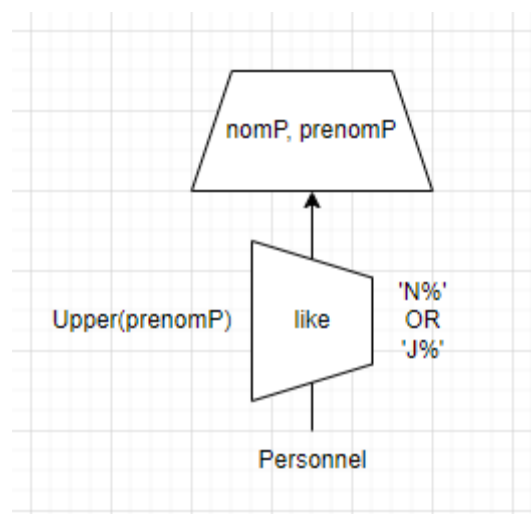 nomP, prenomP
Upper(prenomP)
like
'N%'
OR
'J%'
Personnel